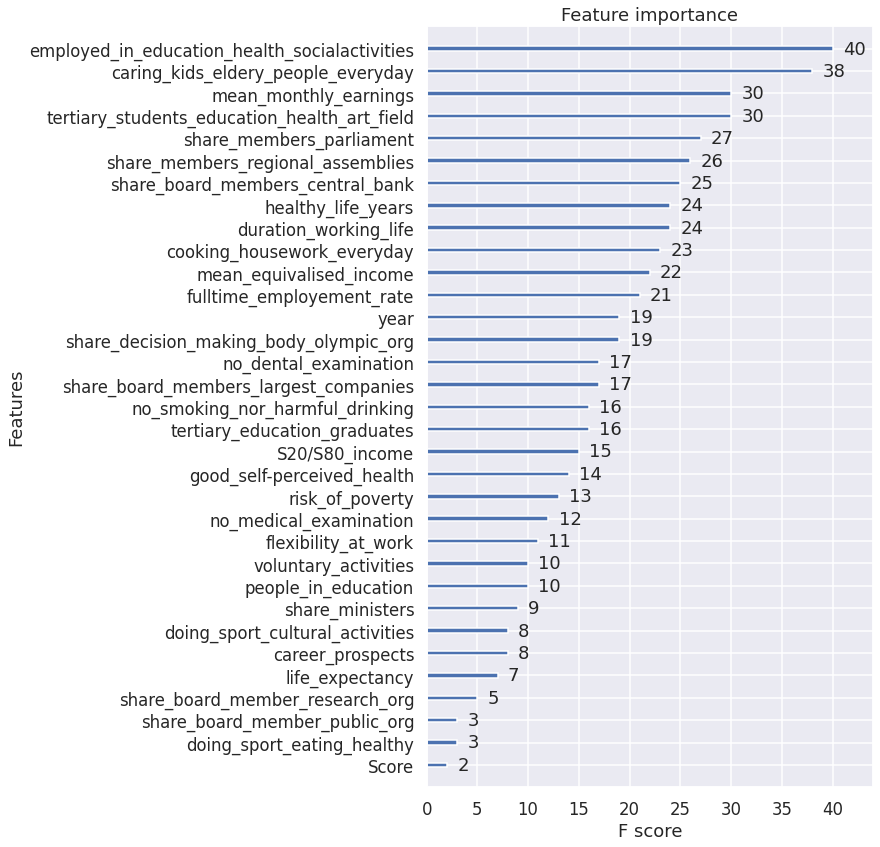 Feature importance
employed_in_education_health_socialactivities 40
caring_kids_eldery_people_everyday 38
mean_monthly_earnings 30
tertiary_students_education_health_art_field 30
share_members_parliament 27
share_members_regional_assemblies 26
share_board_members_central_bank 25
healthy_life_years 24
duration_working_life 24
cooking_housework_everyday 23
mean_equivalised_income 22
fulltime_employement_rate 21
year 19
share_decision_making_body_olympic_org 19
no_dental_examination 17
share_board_members_largest_companies 17
no_smoking_nor_harmful_drinking 16
tertiary_education_graduates 16
S20/S80_income 15
good_self-perceived_health 14
risk_of_poverty 13
no_medical_examination 12
flexibility_at_work 11
voluntary_activities 10
people_in_education 10
share_ministers 9
doing_sport_cultural_activities 8
career_prospects 8
life_expectancy 7
share_board_member_research_org 5
share_board_member_public_org 3
doing_sport_eating_healthy 3
Score 2
Features
0 5 10 15 20 25 30 35 40
F score